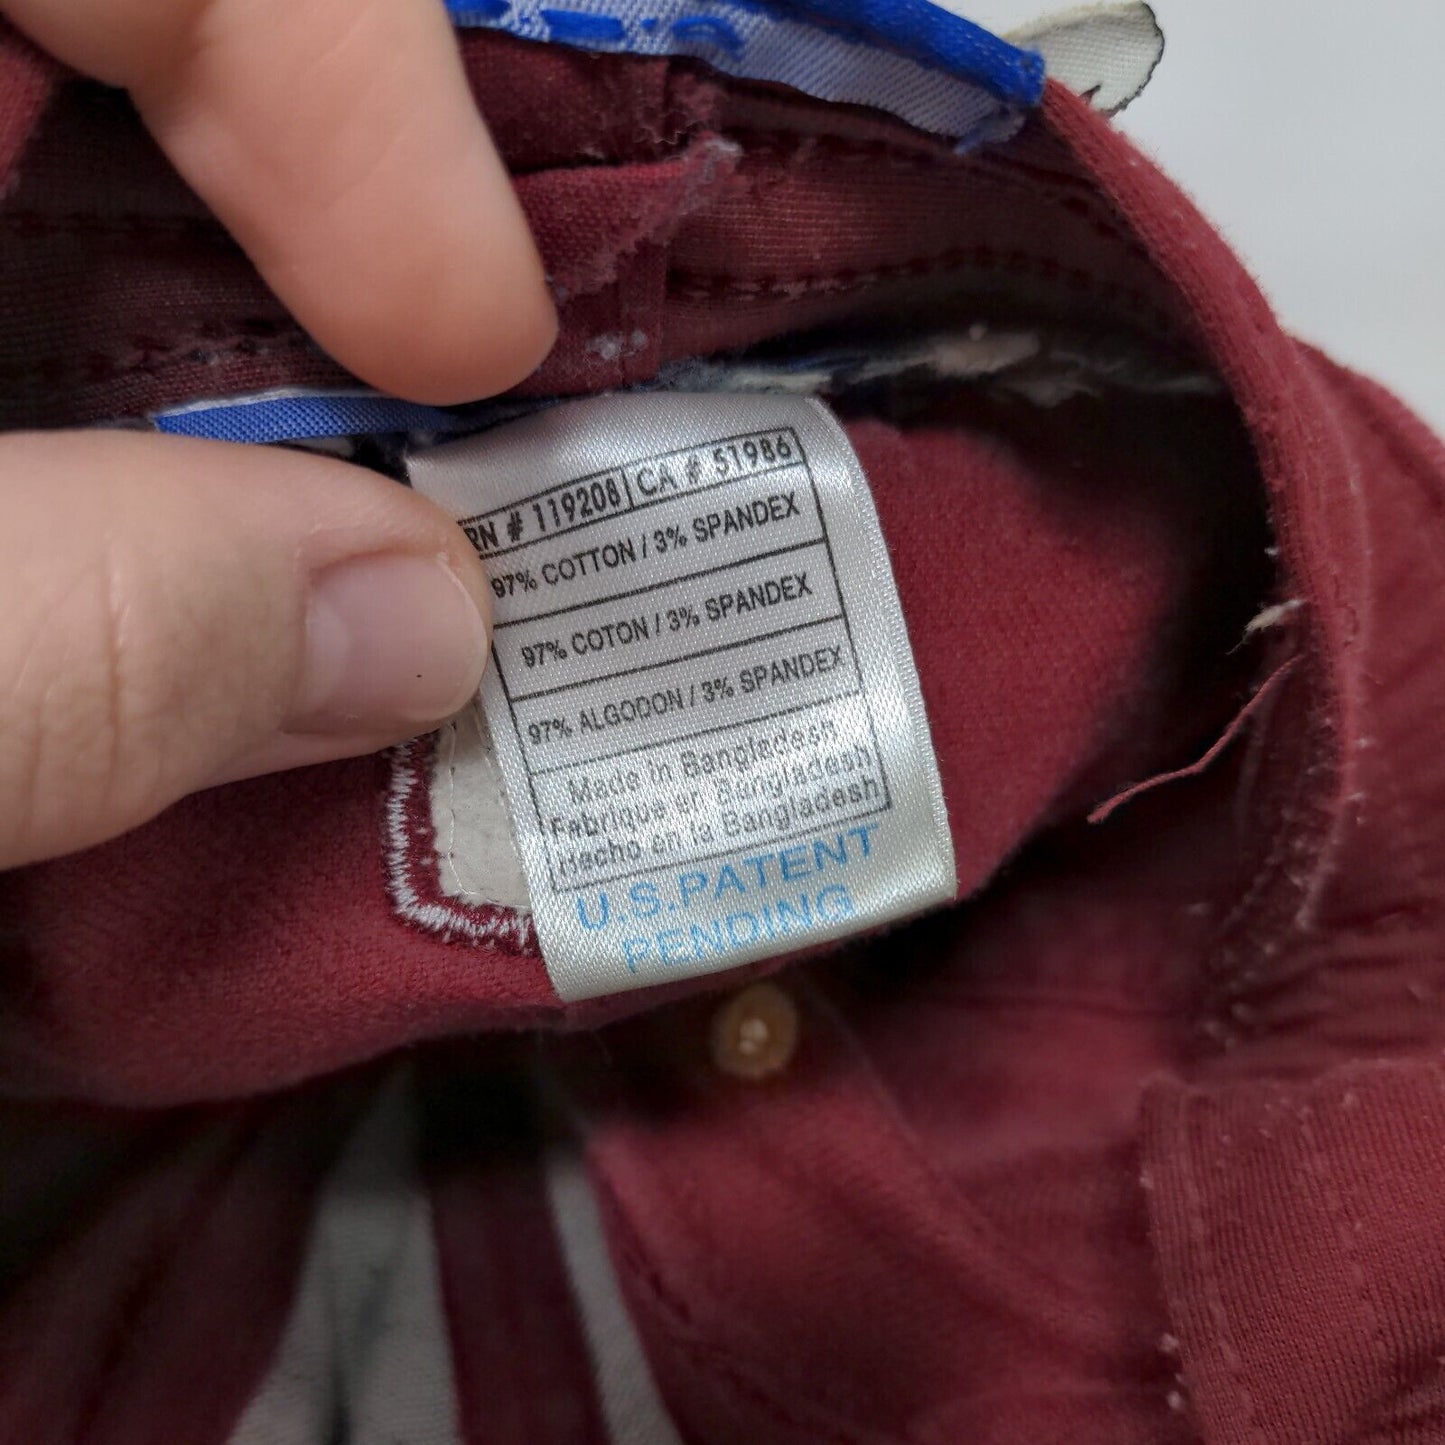 RN # 119208 CA # 51986
97% COTTON / 3% SPANDEX
97% COTON / 3% SPANDEX
97% ALGODON / 3% SPANDEX
Made in Bangladesh
Fabrique en Bangladesh
Hecho en la Bangladesh
U.S.PATENT
PENDING